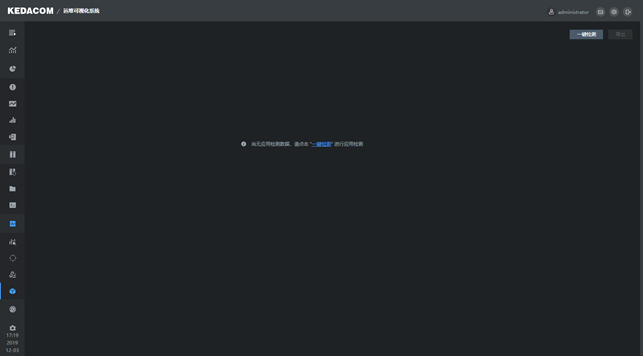 KEDACOM / 运维可视化系统
administrator
一键检测 导出
尚无应用检测数据，请点击 "一键检测" 进行应用检测
17:19
2019
12-03